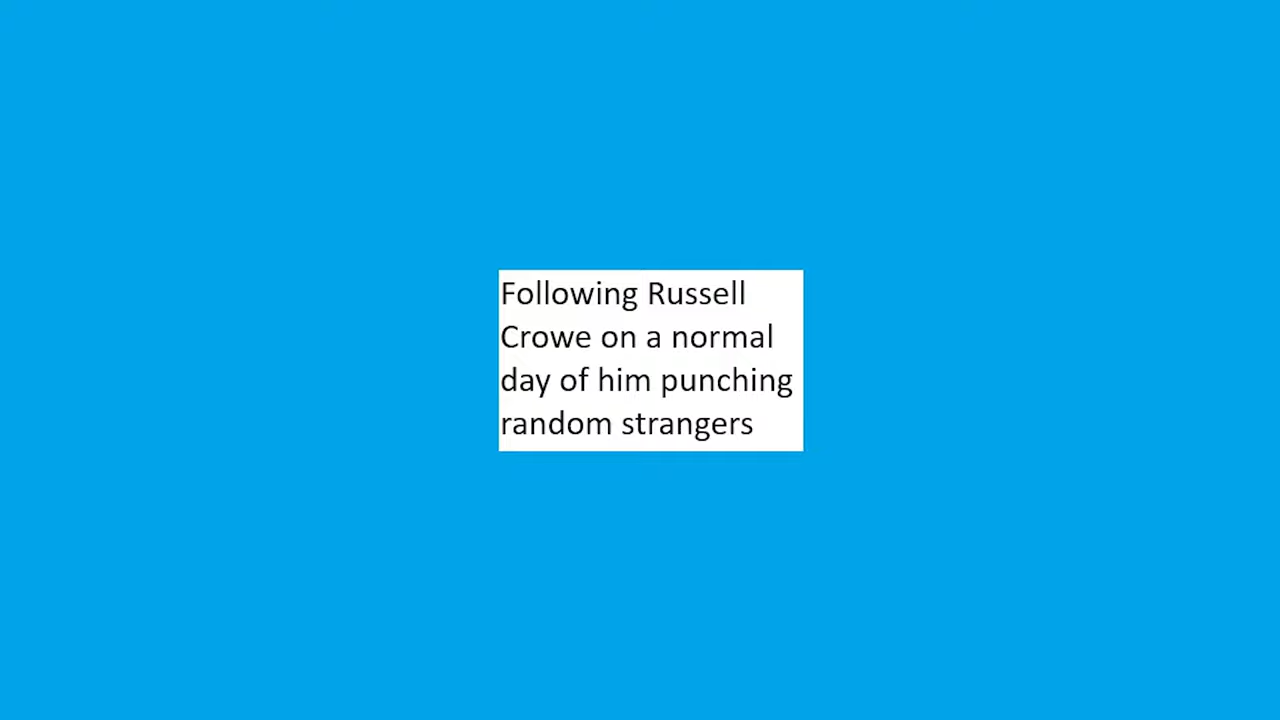 Following Russell
Crowe on a normal
day of him punching
random strangers